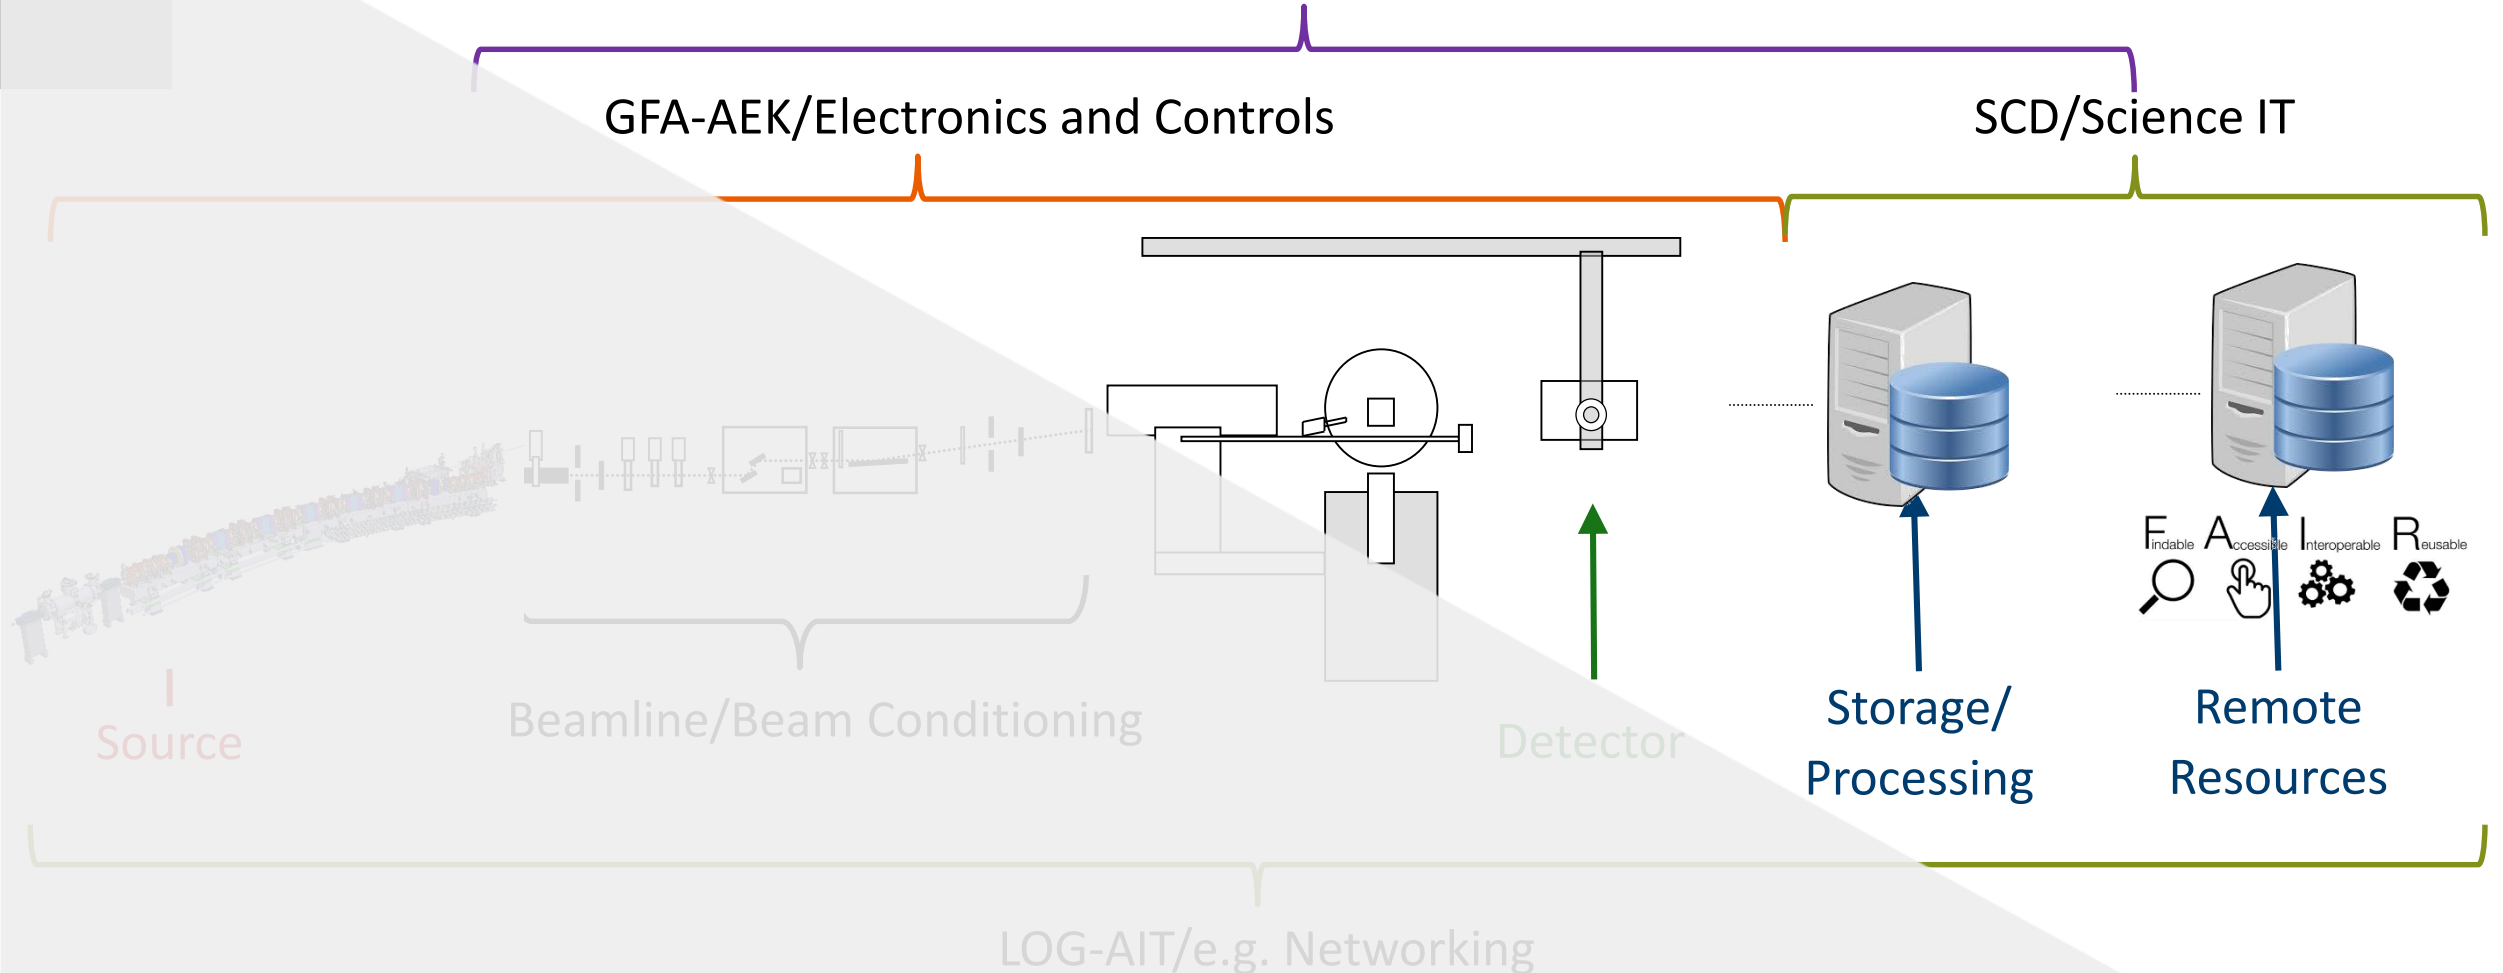 GFA-AEK/Electronics and Controls
SCD/Science IT
Findable Accessible Interoperable Reusable
Source
Beamline/Beam Conditioning
Detector
Storage/
Processing
Remote
Resources
LOG-AIT/e.g. Networking